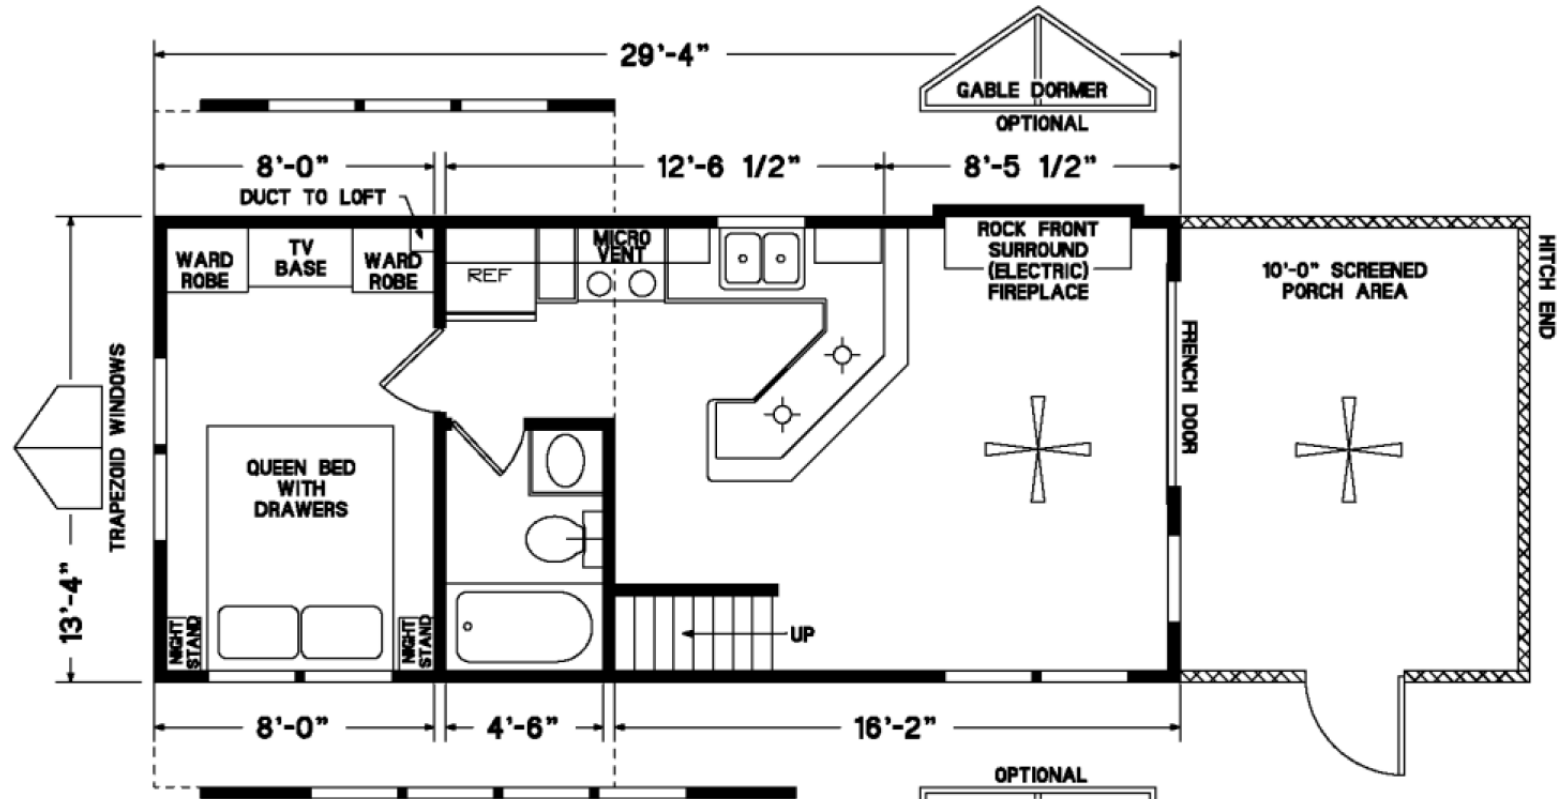 29'-4"
GABLE DORMER
OPTIONAL
8'-0"
12'-6 1/2"
8'-5 1/2"
DUCT TO LOFT
WARD
ROBE
TV
BASE
WARD
ROBE
REF
MICRO
VENT
ROCK FRONT
SURROUND
(ELECTRIC)
FIREPLACE
10'-0" SCREENED
PORCH AREA
HITCH END
TRAPEZOID WINDOWS
FRENCH DOOR
QUEEN BED
WITH
DRAWERS
13'-4"
NIGHT
STAND
NIGHT
STAND
UP
8'-0"
4'-6"
16'-2"
OPTIONAL